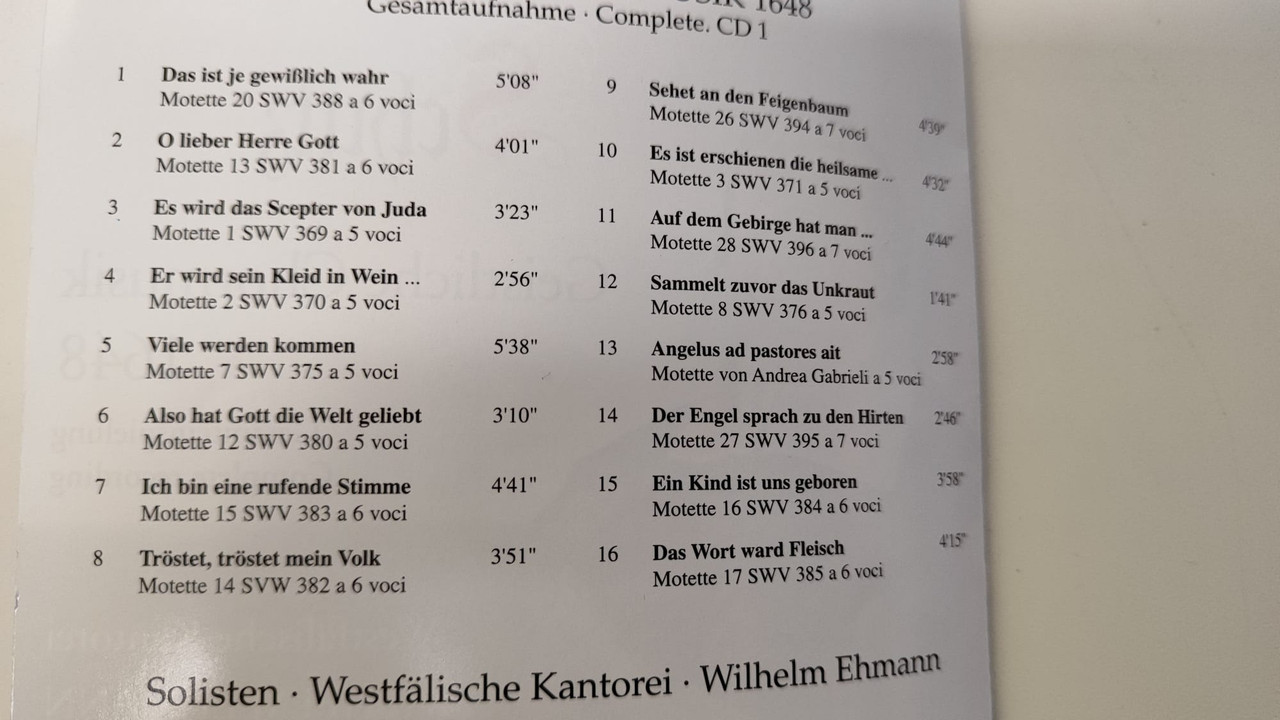 1648
Gesamtaufnahme · Complete. CD 1
1 Das ist je gewißlich wahr 5'08"
Motette 20 SWV 388 a 6 voci
2 O lieber Herre Gott 4'01"
Motette 13 SWV 381 a 6 voci
3 Es wird das Scepter von Juda 3'23"
Motette 1 SWV 369 a 5 voci
4 Er wird sein Kleid in Wein ... 2'56"
Motette 2 SWV 370 a 5 voci
5 Viele werden kommen 5'38"
Motette 7 SWV 375 a 5 voci
6 Also hat Gott die Welt geliebt 3'10"
Motette 12 SWV 380 a 5 voci
7 Ich bin eine rufende Stimme 4'41"
Motette 15 SWV 383 a 6 voci
8 Tröstet, tröstet mein Volk 3'51"
Motette 14 SVW 382 a 6 voci
9 Sehet an den Feigenbaum 4'39"
Motette 26 SWV 394 a 7 voci
10 Es ist erschienen die heilsame ... 4'32"
Motette 3 SWV 371 a 5 voci
11 Auf dem Gebirge hat man ... 4'44"
Motette 28 SWV 396 a 7 voci
12 Sammelt zuvor das Unkraut 1'41"
Motette 8 SWV 376 a 5 voci
13 Angelus ad pastores ait 2'58"
Motette von Andrea Gabrieli a 5 voci
14 Der Engel sprach zu den Hirten 2'46"
Motette 27 SWV 395 a 7 voci
15 Ein Kind ist uns geboren 3'58"
Motette 16 SWV 384 a 6 voci
16 Das Wort ward Fleisch 4'15"
Motette 17 SWV 385 a 6 voci
Solisten · Westfälische Kantorei · Wilhelm Ehmann